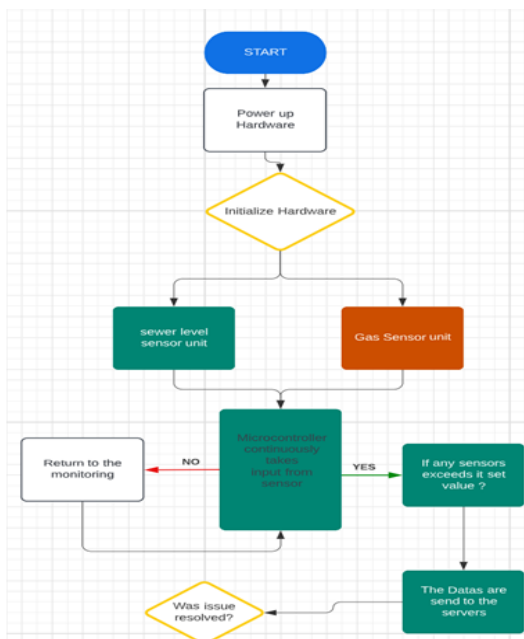 START
Power up
Hardware
Initialize Hardware
sewer level
sensor unit
Gas Sensor unit
Microcontroller
continuously
takes
input from
sensor
NO
Return to the
monitoring
YES
If any sensors
exceeds it set
value ?
The Datas are
send to the
servers
Was issue
resolved?